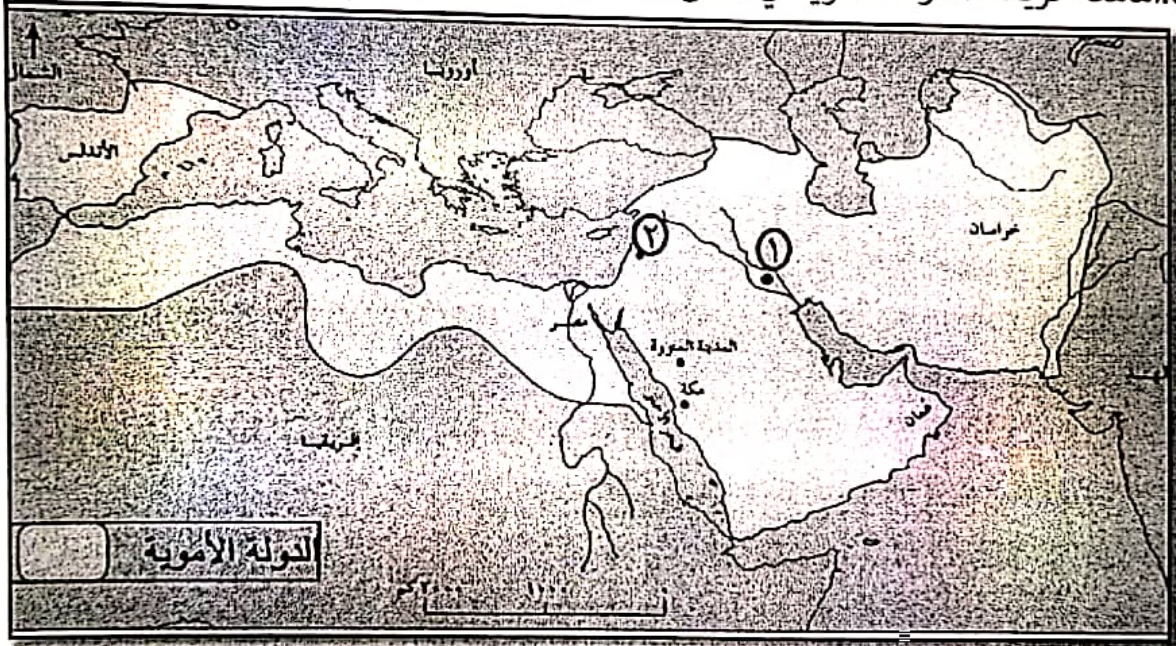 الشمال
أوروبا
الأندلس
خراسان
١
٢
مصر
المدينة المنورة
مكة
عمان
إفريقيا
الدولة الأموية